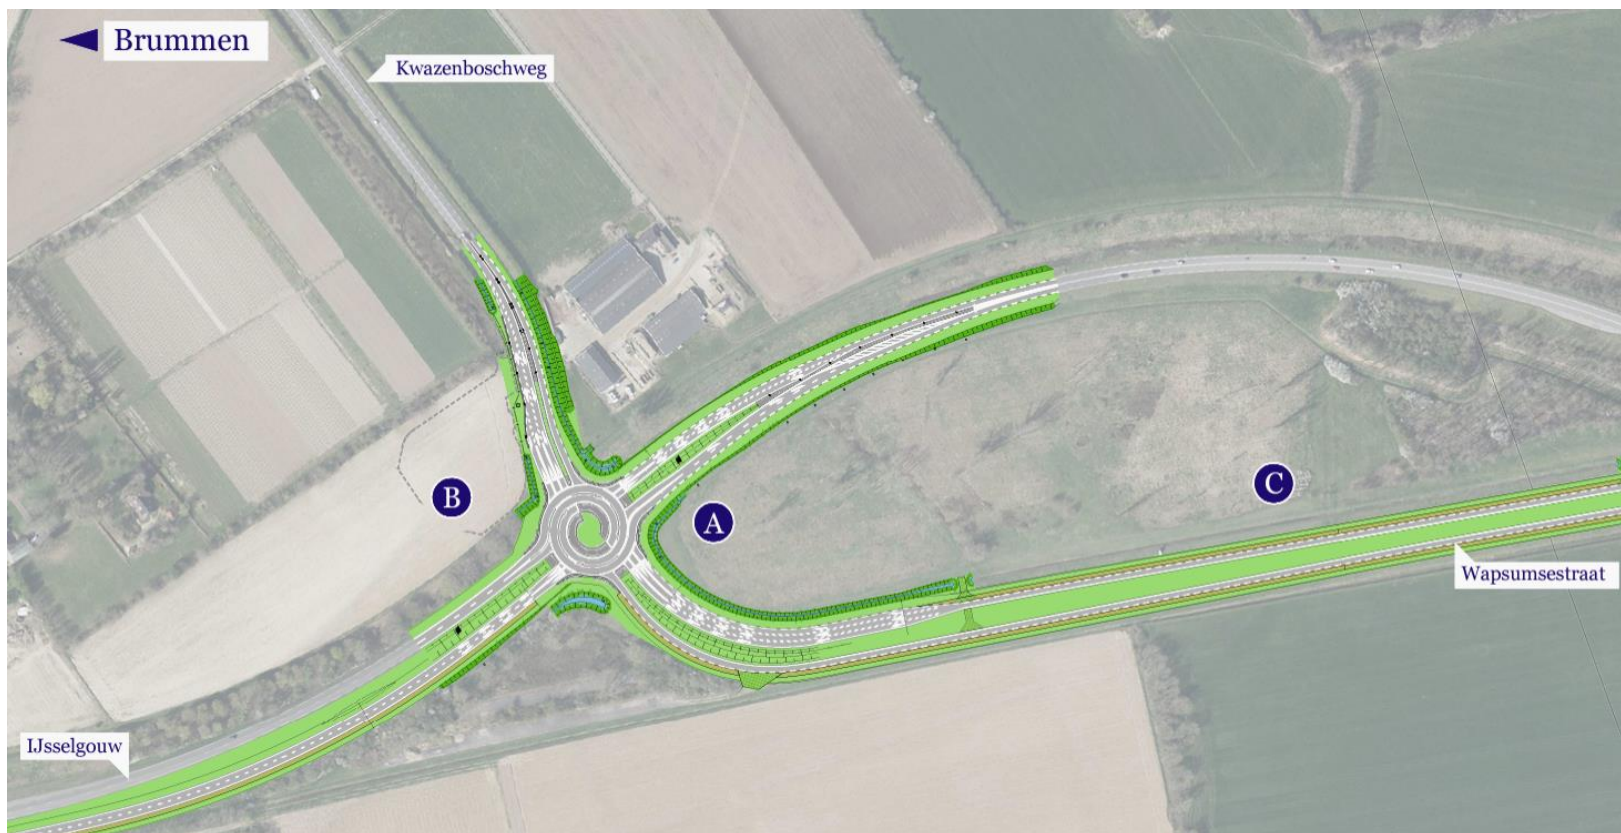 Brummen
Kwazenboschweg
B
A
C
Wapsumsestraat
IJsselgouw